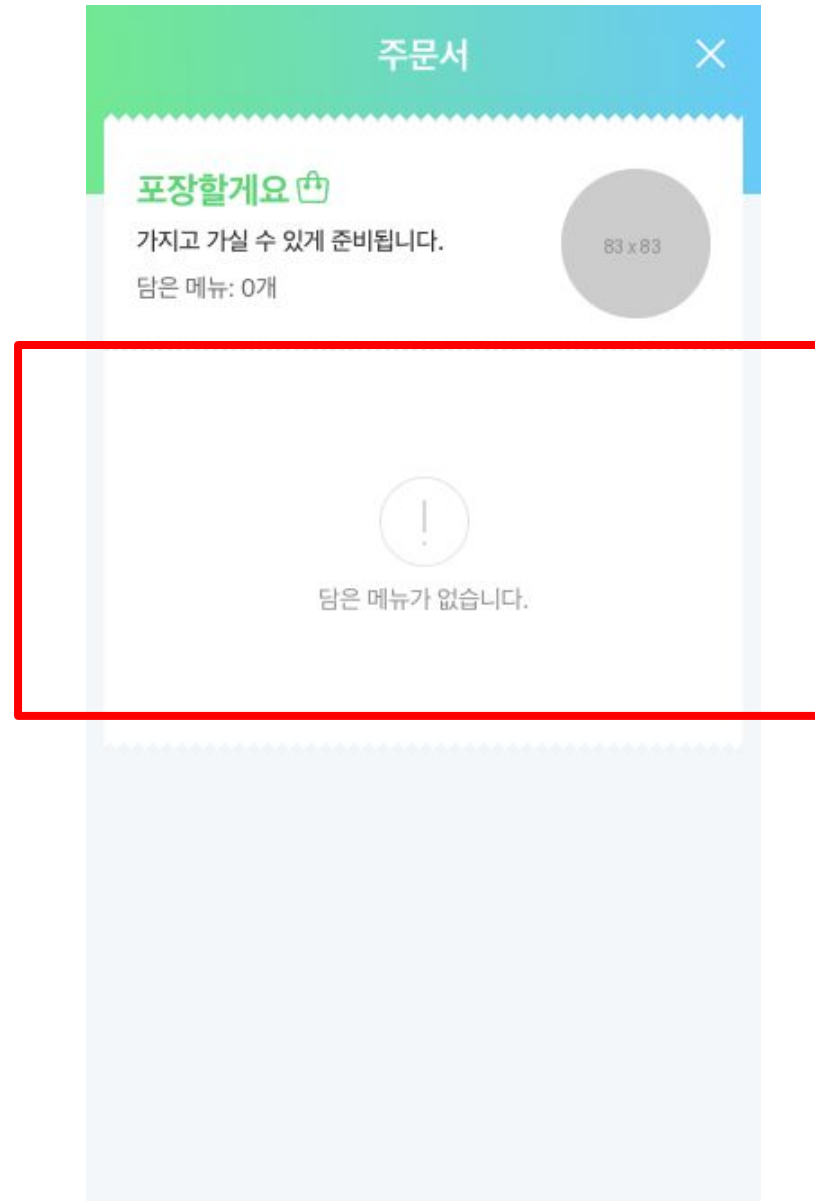 주문서
포장할게요
가지고 가실 수 있게 준비됩니다.
담은 메뉴: 0개
83 x 83
담은 메뉴가 없습니다.